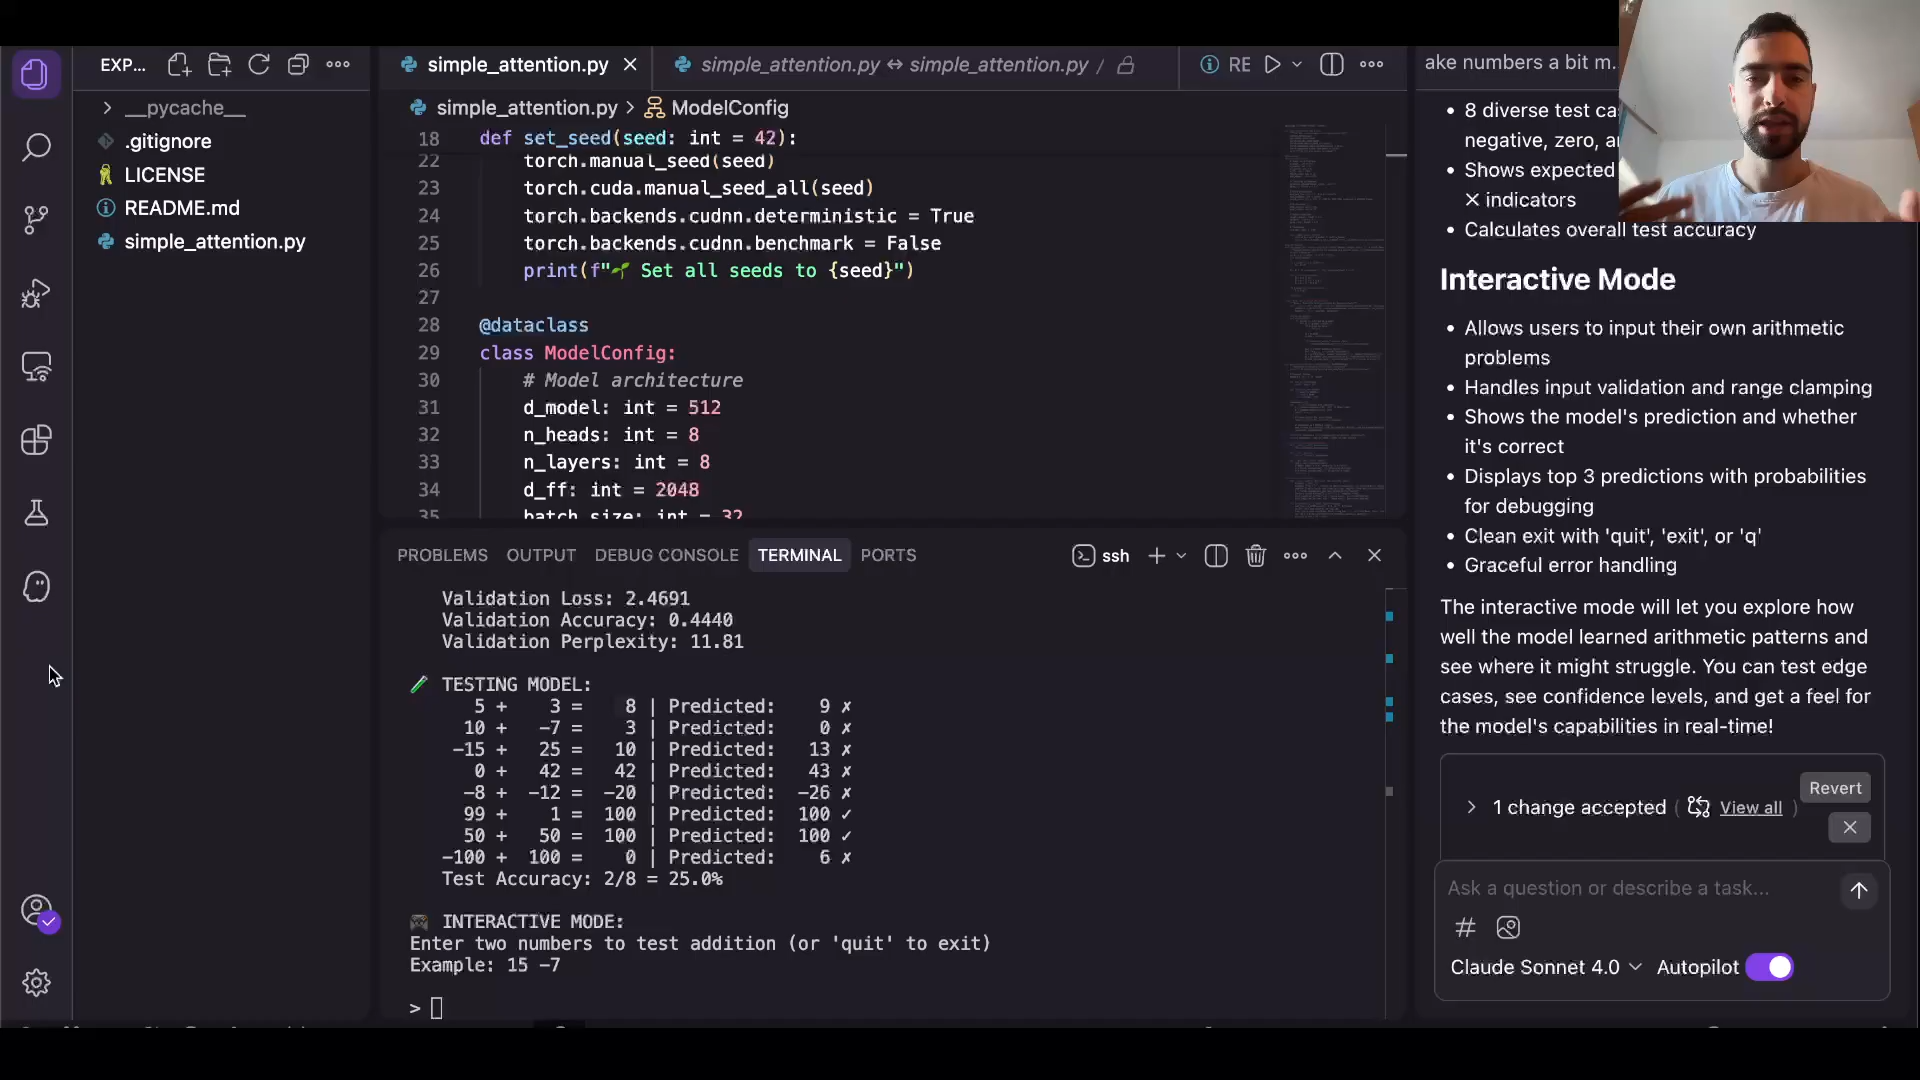 EXP...
__pycache__
.gitignore
LICENSE
README.md
simple_attention.py
simple_attention.py
simple_attention.py ↔ simple_attention.py /
RE
simple_attention.py > ModelConfig
18 def set_seed(seed: int = 42):
22 torch.manual_seed(seed)
23 torch.cuda.manual_seed_all(seed)
24 torch.backends.cudnn.deterministic = True
25 torch.backends.cudnn.benchmark = False
26 print(f"🌱 Set all seeds to {seed}")
27
28 @dataclass
29 class ModelConfig:
30 # Model architecture
31 d_model: int = 512
32 n_heads: int = 8
33 n_layers: int = 8
34 d_ff: int = 2048
35 batch_size: int = 32
PROBLEMS OUTPUT DEBUG CONSOLE TERMINAL PORTS
ssh
Validation Loss: 2.4691
Validation Accuracy: 0.4440
Validation Perplexity: 11.81
🧪 TESTING MODEL:
5 + 3 = 8 | Predicted: 9 ✗
10 + -7 = 3 | Predicted: 0 ✗
-15 + 25 = 10 | Predicted: 13 ✗
0 + 42 = 42 | Predicted: 43 ✗
-8 + -12 = -20 | Predicted: -26 ✗
99 + 1 = 100 | Predicted: 100 ✓
50 + 50 = 100 | Predicted: 100 ✓
-100 + 100 = 0 | Predicted: 6 ✗
Test Accuracy: 2/8 = 25.0%
🎮 INTERACTIVE MODE:
Enter two numbers to test addition (or 'quit' to exit)
Example: 15 -7
>
ake numbers a bit m...
• 8 diverse test ca
negative, zero, a
• Shows expected
✕ indicators
• Calculates overall test accuracy
Interactive Mode
• Allows users to input their own arithmetic
problems
• Handles input validation and range clamping
• Shows the model's prediction and whether
it's correct
• Displays top 3 predictions with probabilities
for debugging
• Clean exit with 'quit', 'exit', or 'q'
• Graceful error handling
The interactive mode will let you explore how
well the model learned arithmetic patterns and
see where it might struggle. You can test edge
cases, see confidence levels, and get a feel for
the model's capabilities in real-time!
Revert
1 change accepted ( View all )
Ask a question or describe a task...
Claude Sonnet 4.0
Autopilot